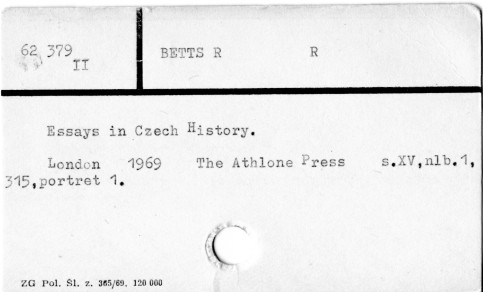 62 379
II
BETTS R R
Essays in Czech History.
London 1969 The Athlone Press s.XV,nlb.1,
315,portret 1.
ZG Pol. Śl. z. 365/69. 120 000